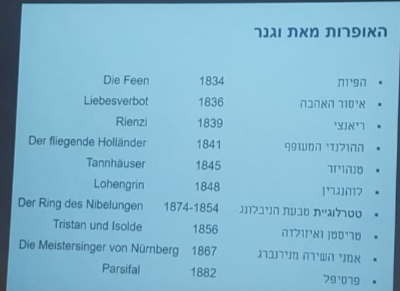 האופרות מאת וגנר
• הפיות 1834 Die Feen
• איסור האהבה 1836 Liebesverbot
• ריאנצי 1839 Rienzi
• ההולנדי המעופף 1841 Der fliegende Holländer
• טנהויזר 1845 Tannhäuser
• לוהנגרין 1848 Lohengrin
• טטרלוגיית טבעת הניבלונג 1874-1854 Der Ring des Nibelungen
• טריסטן ואיזולדה 1856 Tristan und Isolde
• אמני השירה מנירנברג 1867 Die Meistersinger von Nürnberg
• פרסיפל 1882 Parsifal